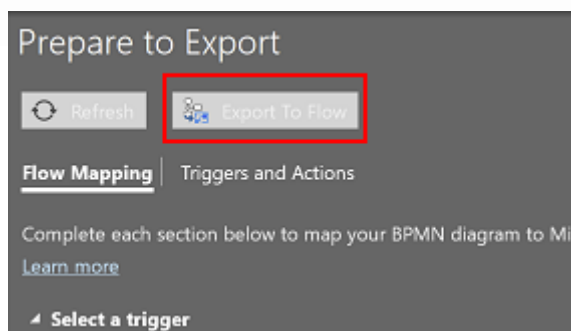 Prepare to Export
Refresh Export To Flow
Flow Mapping Triggers and Actions
Complete each section below to map your BPMN diagram to Mi
Learn more
Select a trigger